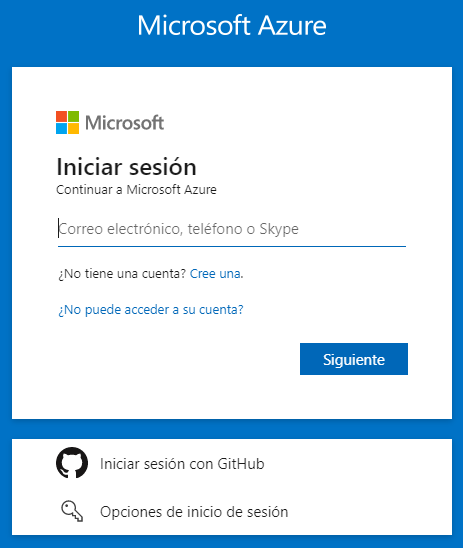 Microsoft Azure
Microsoft
Iniciar sesión
Continuar a Microsoft Azure
Correo electrónico, teléfono o Skype
¿No tiene una cuenta? Cree una.
¿No puede acceder a su cuenta?
Siguiente
Iniciar sesión con GitHub
Opciones de inicio de sesión